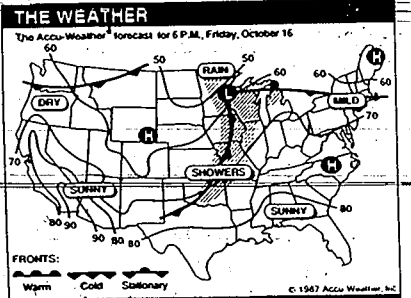 THE WEATHER
The Accu-Weather® forecast for 6 P.M., Friday, October 16
60
50
RAIN
50
60
60
H
60
L
DRY
MILD
70
H
70
H
SHOWERS
SUNNY
SUNNY
80
90
90
80
80
80
FRONTS:
Warm Cold Stationary
© 1987 Accu-Weather, Inc.